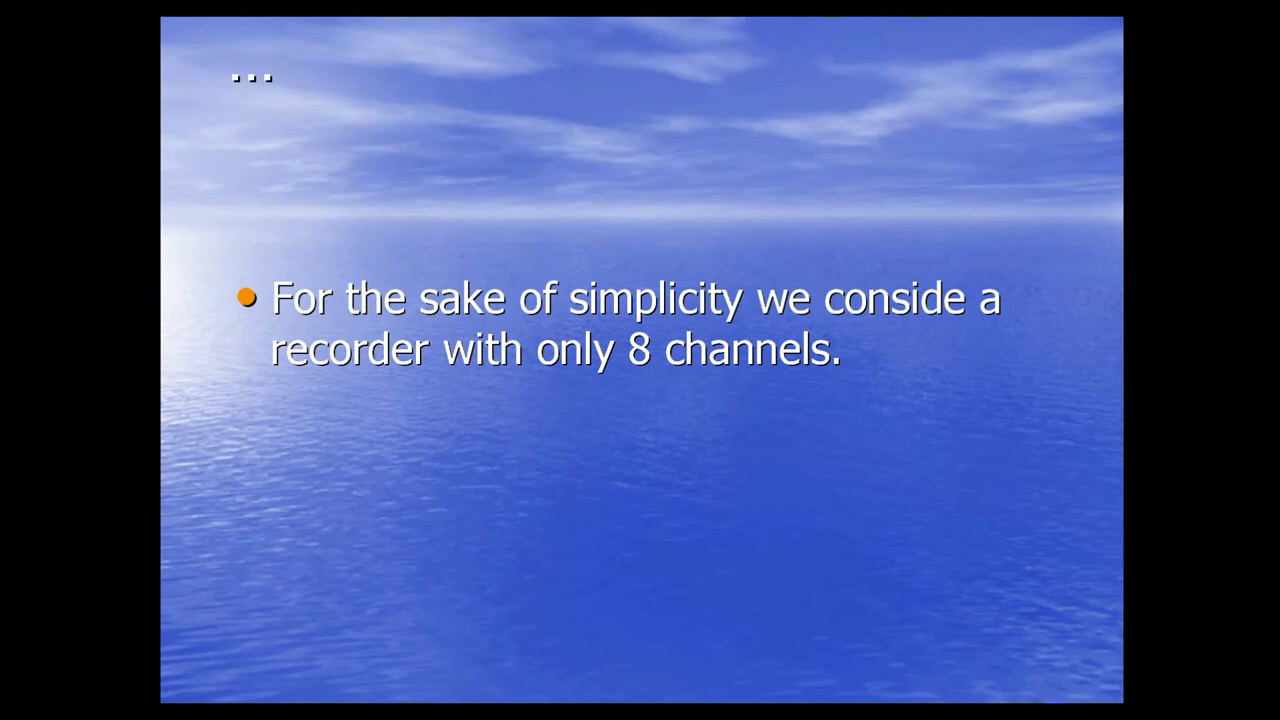 ...
For the sake of simplicity we conside a
recorder with only 8 channels.